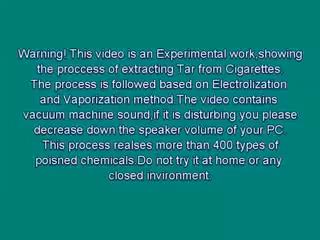 Warning! This video is an Experimental work,showing
the proccess of extracting Tar from Cigarettes.
The process is followed based on Electrolization
and Vaporization method.The video contains
vacuum machine sound,if it is disturbing you please
decrease down the speaker volume of your PC.
This process realses more than 400 types of
poisned chemicals.Do not try it at home or any
closed invironment.